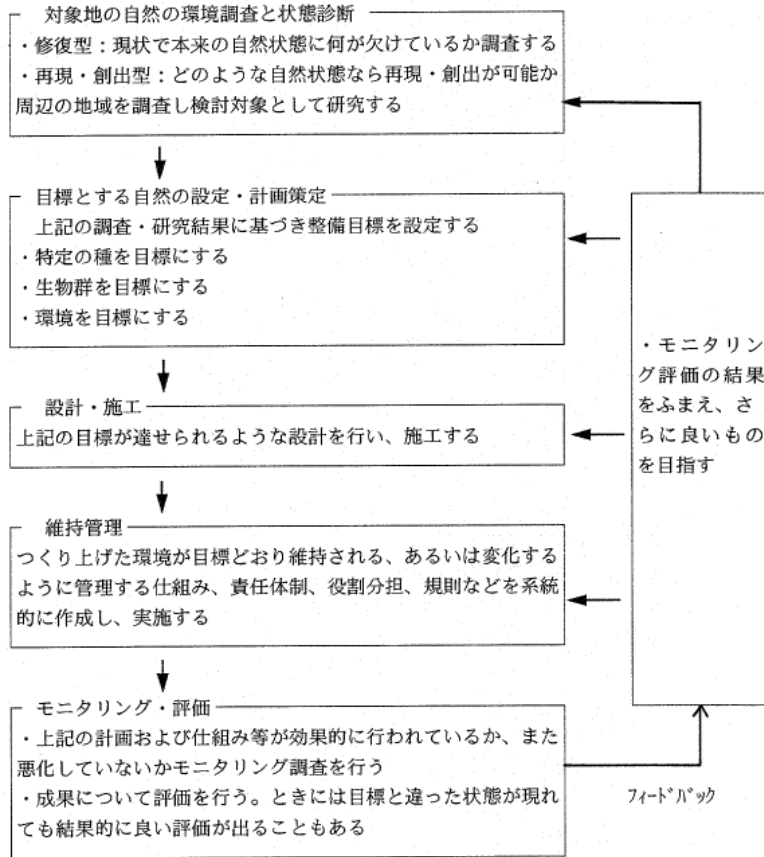 対象地の自然の環境調査と状態診断
・修復型：現状で本来の自然状態に何が欠けているか調査する
・再現・創出型：どのような自然状態なら再現・創出が可能か
周辺の地域を調査し検討対象として研究する
目標とする自然の設定・計画策定
上記の調査・研究結果に基づき整備目標を設定する
・特定の種を目標にする
・生物群を目標にする
・環境を目標にする
設計・施工
上記の目標が達せられるような設計を行い、施工する
維持管理
つくり上げた環境が目標どおり維持される、あるいは変化する
ように管理する仕組み、責任体制、役割分担、規則などを系統
的に作成し、実施する
モニタリング・評価
・上記の計画および仕組み等が効果的に行われているか、また
悪化していないかモニタリング調査を行う
・成果について評価を行う。ときには目標と違った状態が現れ
ても結果的に良い評価が出ることもある
・モニタリン
グ評価の結果
をふまえ、さ
らに良いもの
を目指す
ﾌｨｰﾄﾞﾊﾞｯｸ